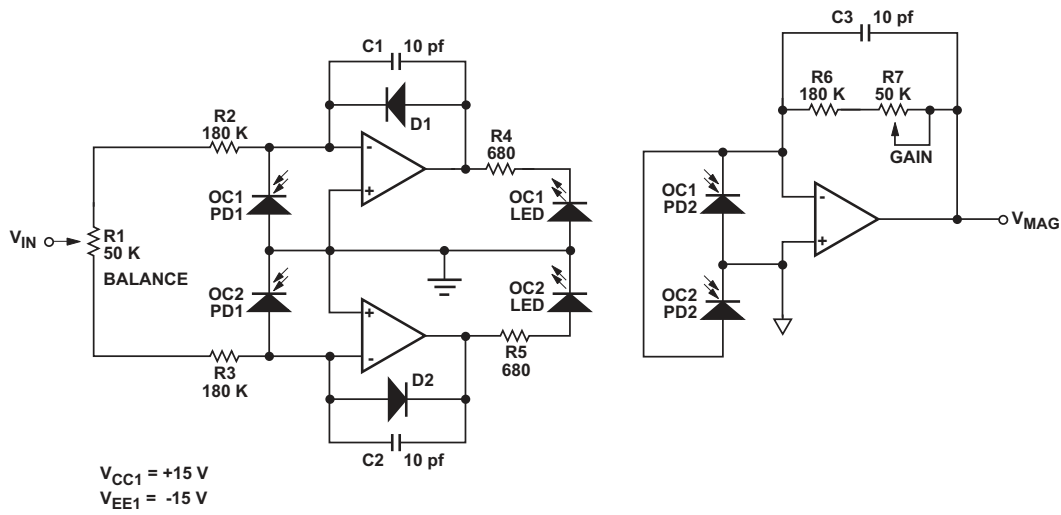 C1 10 pf
D1
R2
180 K
R4
680
-
+
OC1
PD1
OC1
LED
V_IN
R1
50 K
BALANCE
OC2
PD1
OC2
LED
+
-
R3
180 K
R5
680
D2
C2 10 pf
V_CC1 = +15 V
V_EE1 = -15 V
C3 10 pf
R6
180 K
R7
50 K
GAIN
OC1
PD2
-
+
V_MAG
OC2
PD2